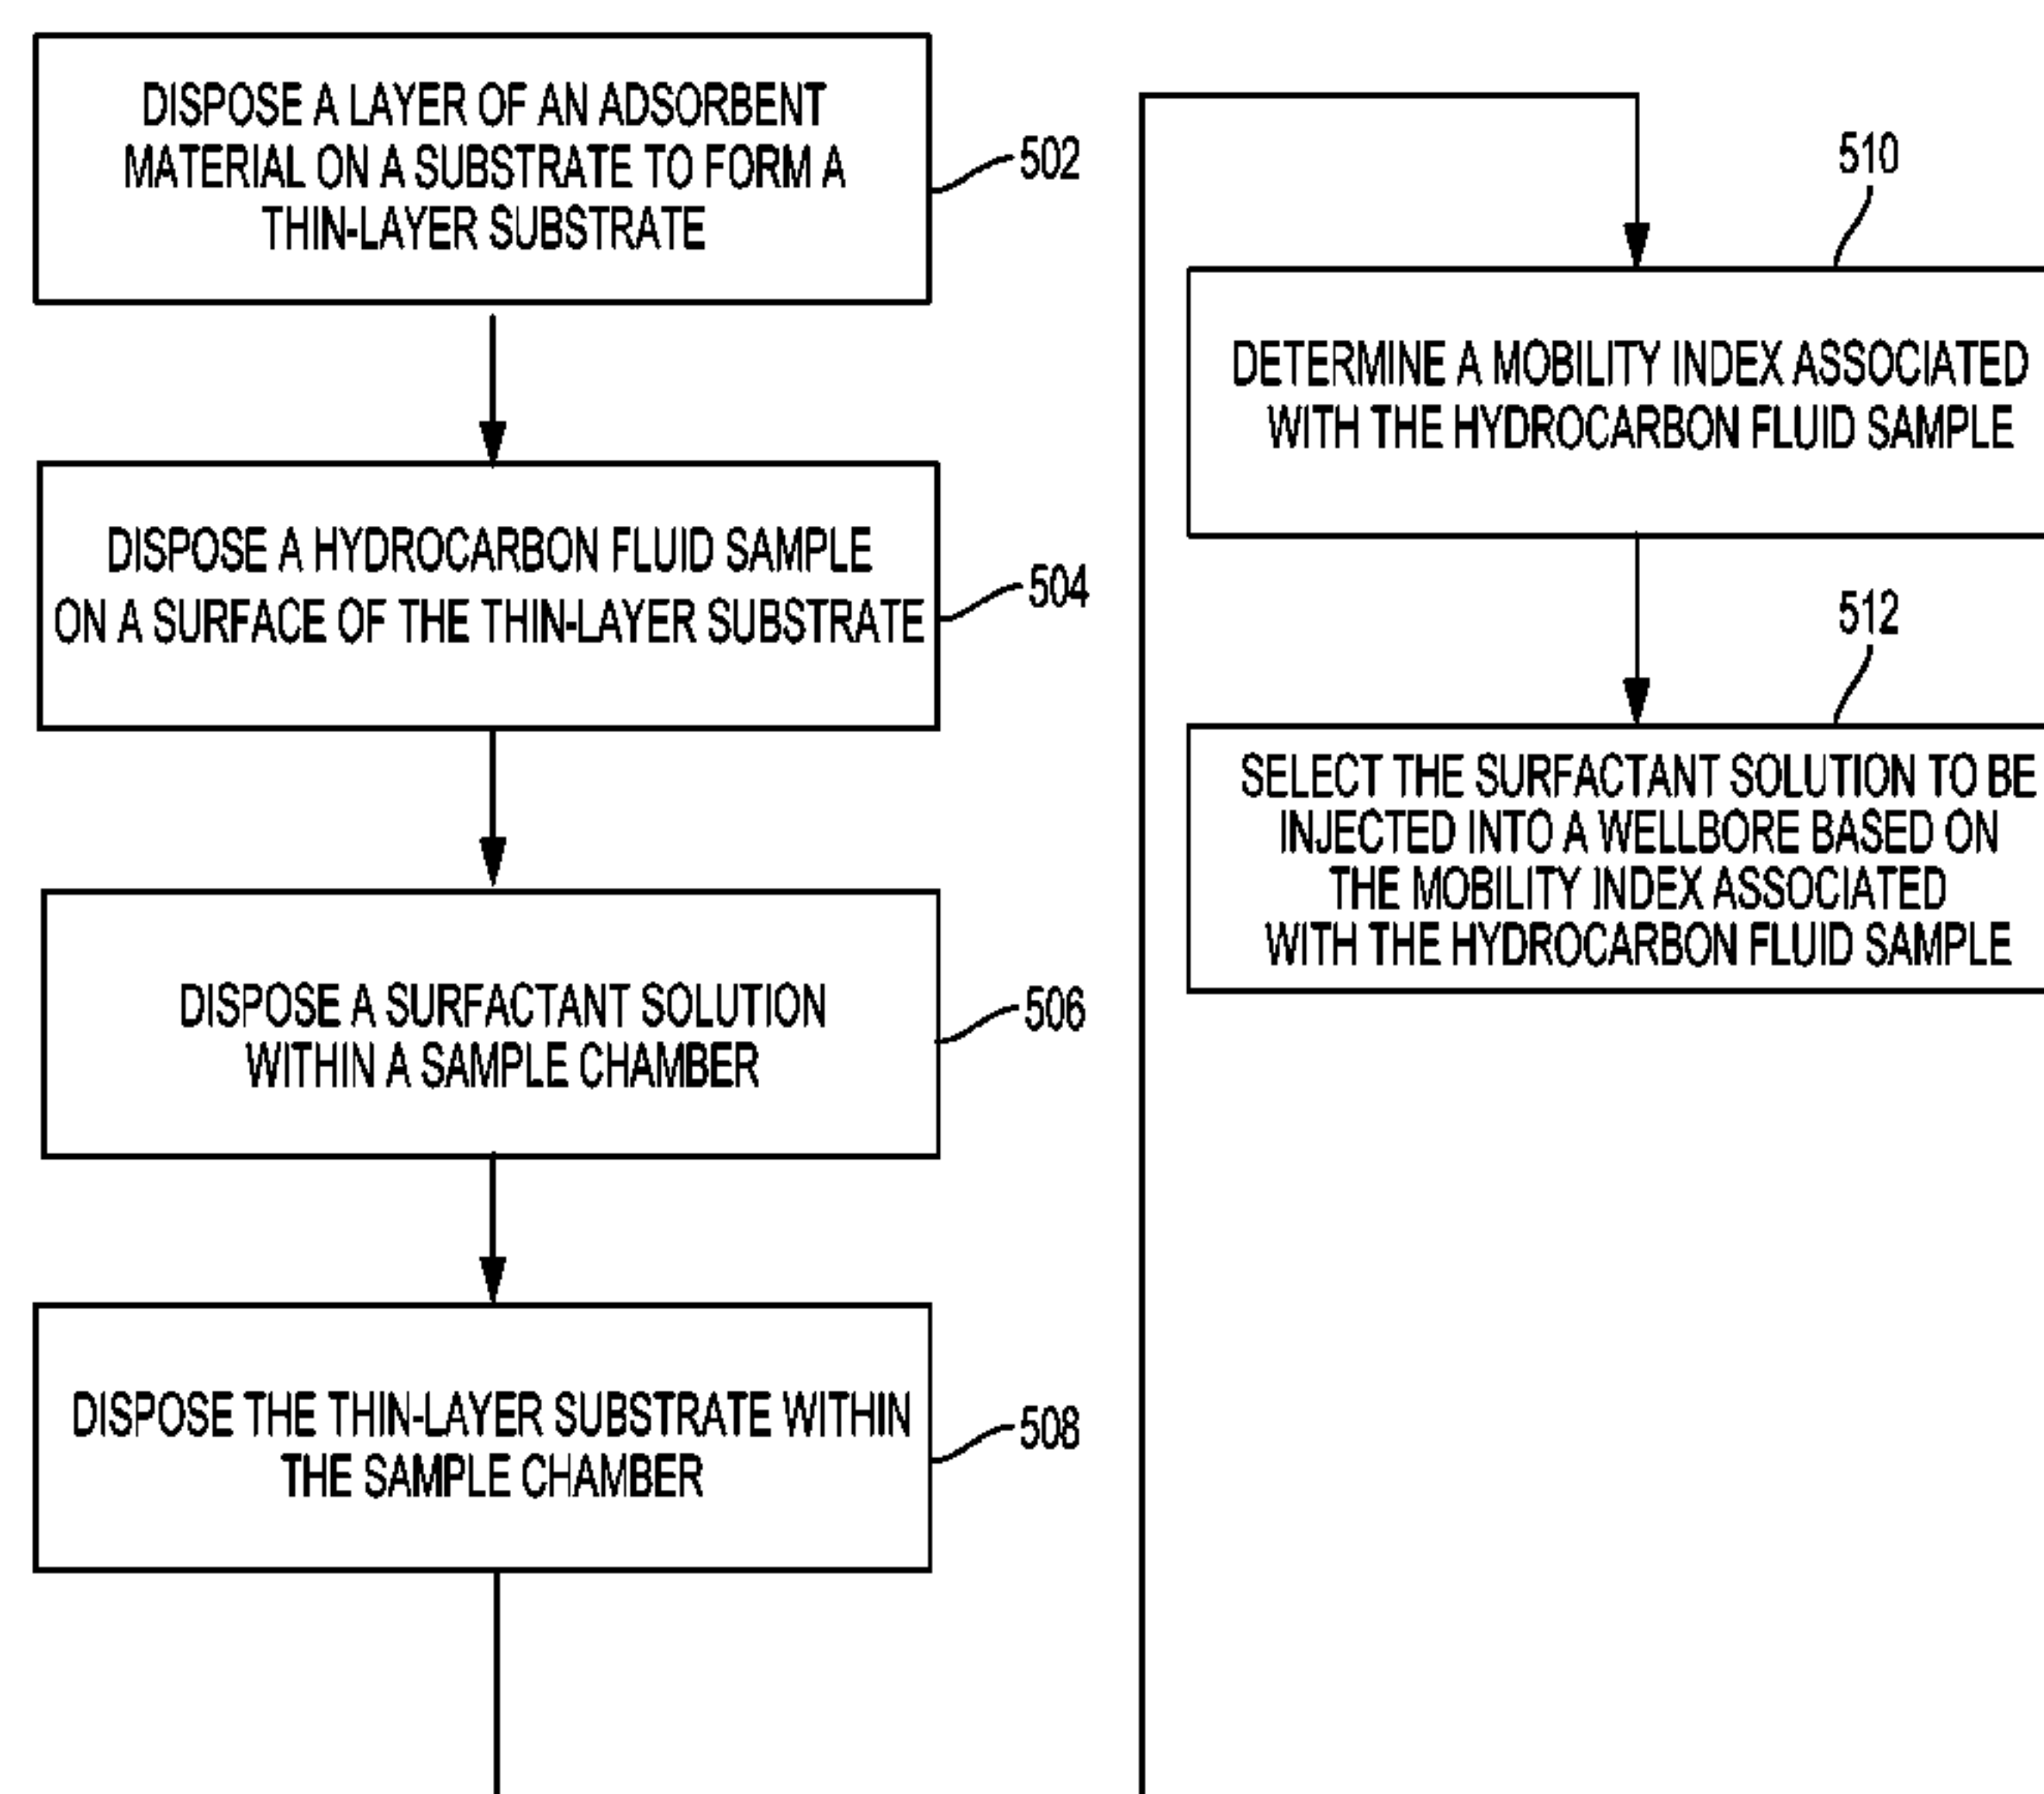 DISPOSE A LAYER OF AN ADSORBENT
MATERIAL ON A SUBSTRATE TO FORM A
THIN-LAYER SUBSTRATE
502
DISPOSE A HYDROCARBON FLUID SAMPLE
ON A SURFACE OF THE THIN-LAYER SUBSTRATE
504
DISPOSE A SURFACTANT SOLUTION
WITHIN A SAMPLE CHAMBER
506
DISPOSE THE THIN-LAYER SUBSTRATE WITHIN
THE SAMPLE CHAMBER
508
510
DETERMINE A MOBILITY INDEX ASSOCIATED
WITH THE HYDROCARBON FLUID SAMPLE
512
SELECT THE SURFACTANT SOLUTION TO BE
INJECTED INTO A WELLBORE BASED ON
THE MOBILITY INDEX ASSOCIATED
WITH THE HYDROCARBON FLUID SAMPLE